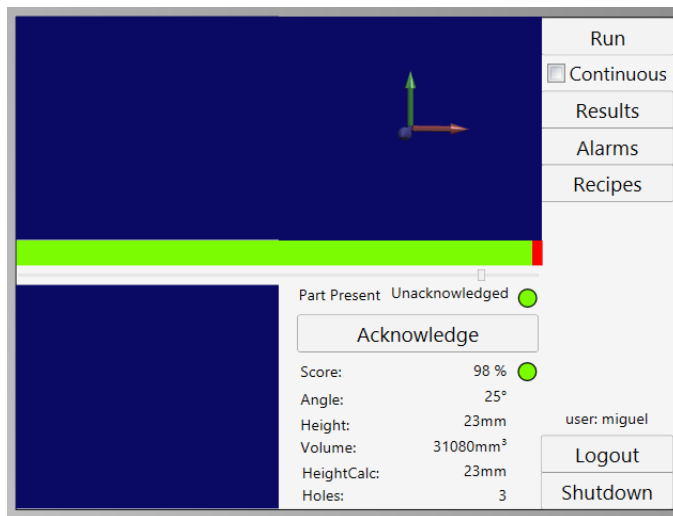 Run
Continuous
Results
Alarms
Recipes
Part Present Unacknowledged
Acknowledge
Score: 98 %
Angle: 25°
Height: 23mm
Volume: 31080mm³
HeightCalc: 23mm
Holes: 3
user: miguel
Logout
Shutdown